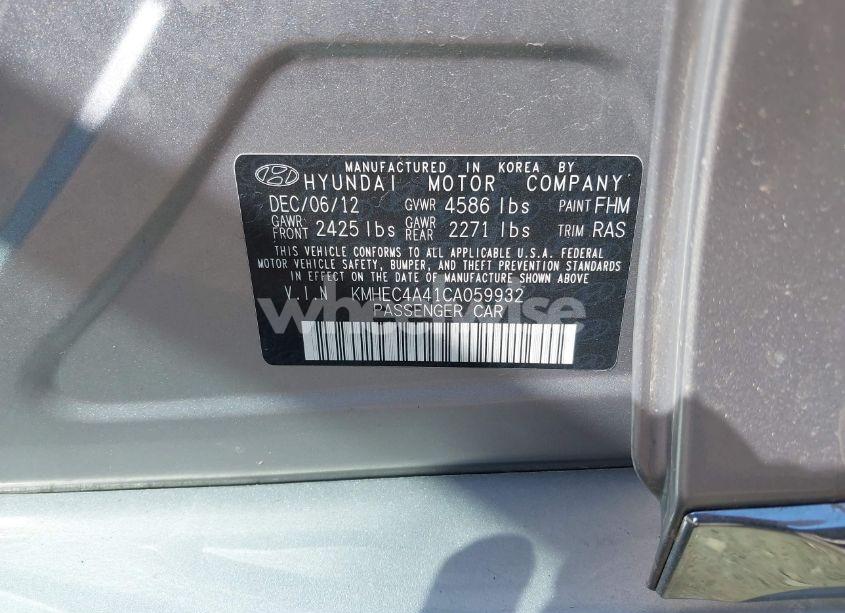 MANUFACTURED IN KOREA BY
HYUNDAI MOTOR COMPANY
DEC/06/12 GVWR 4586 lbs PAINT FHM
GAWR FRONT 2425 lbs GAWR REAR 2271 lbs TRIM RAS
THIS VEHICLE CONFORMS TO ALL APPLICABLE U.S.A. FEDERAL
MOTOR VEHICLE SAFETY, BUMPER, AND THEFT PREVENTION STANDARDS
IN EFFECT ON THE DATE OF MANUFACTURE SHOWN ABOVE
V.I.N KMHEC4A41CA059932
PASSENGER CAR
wheelwise